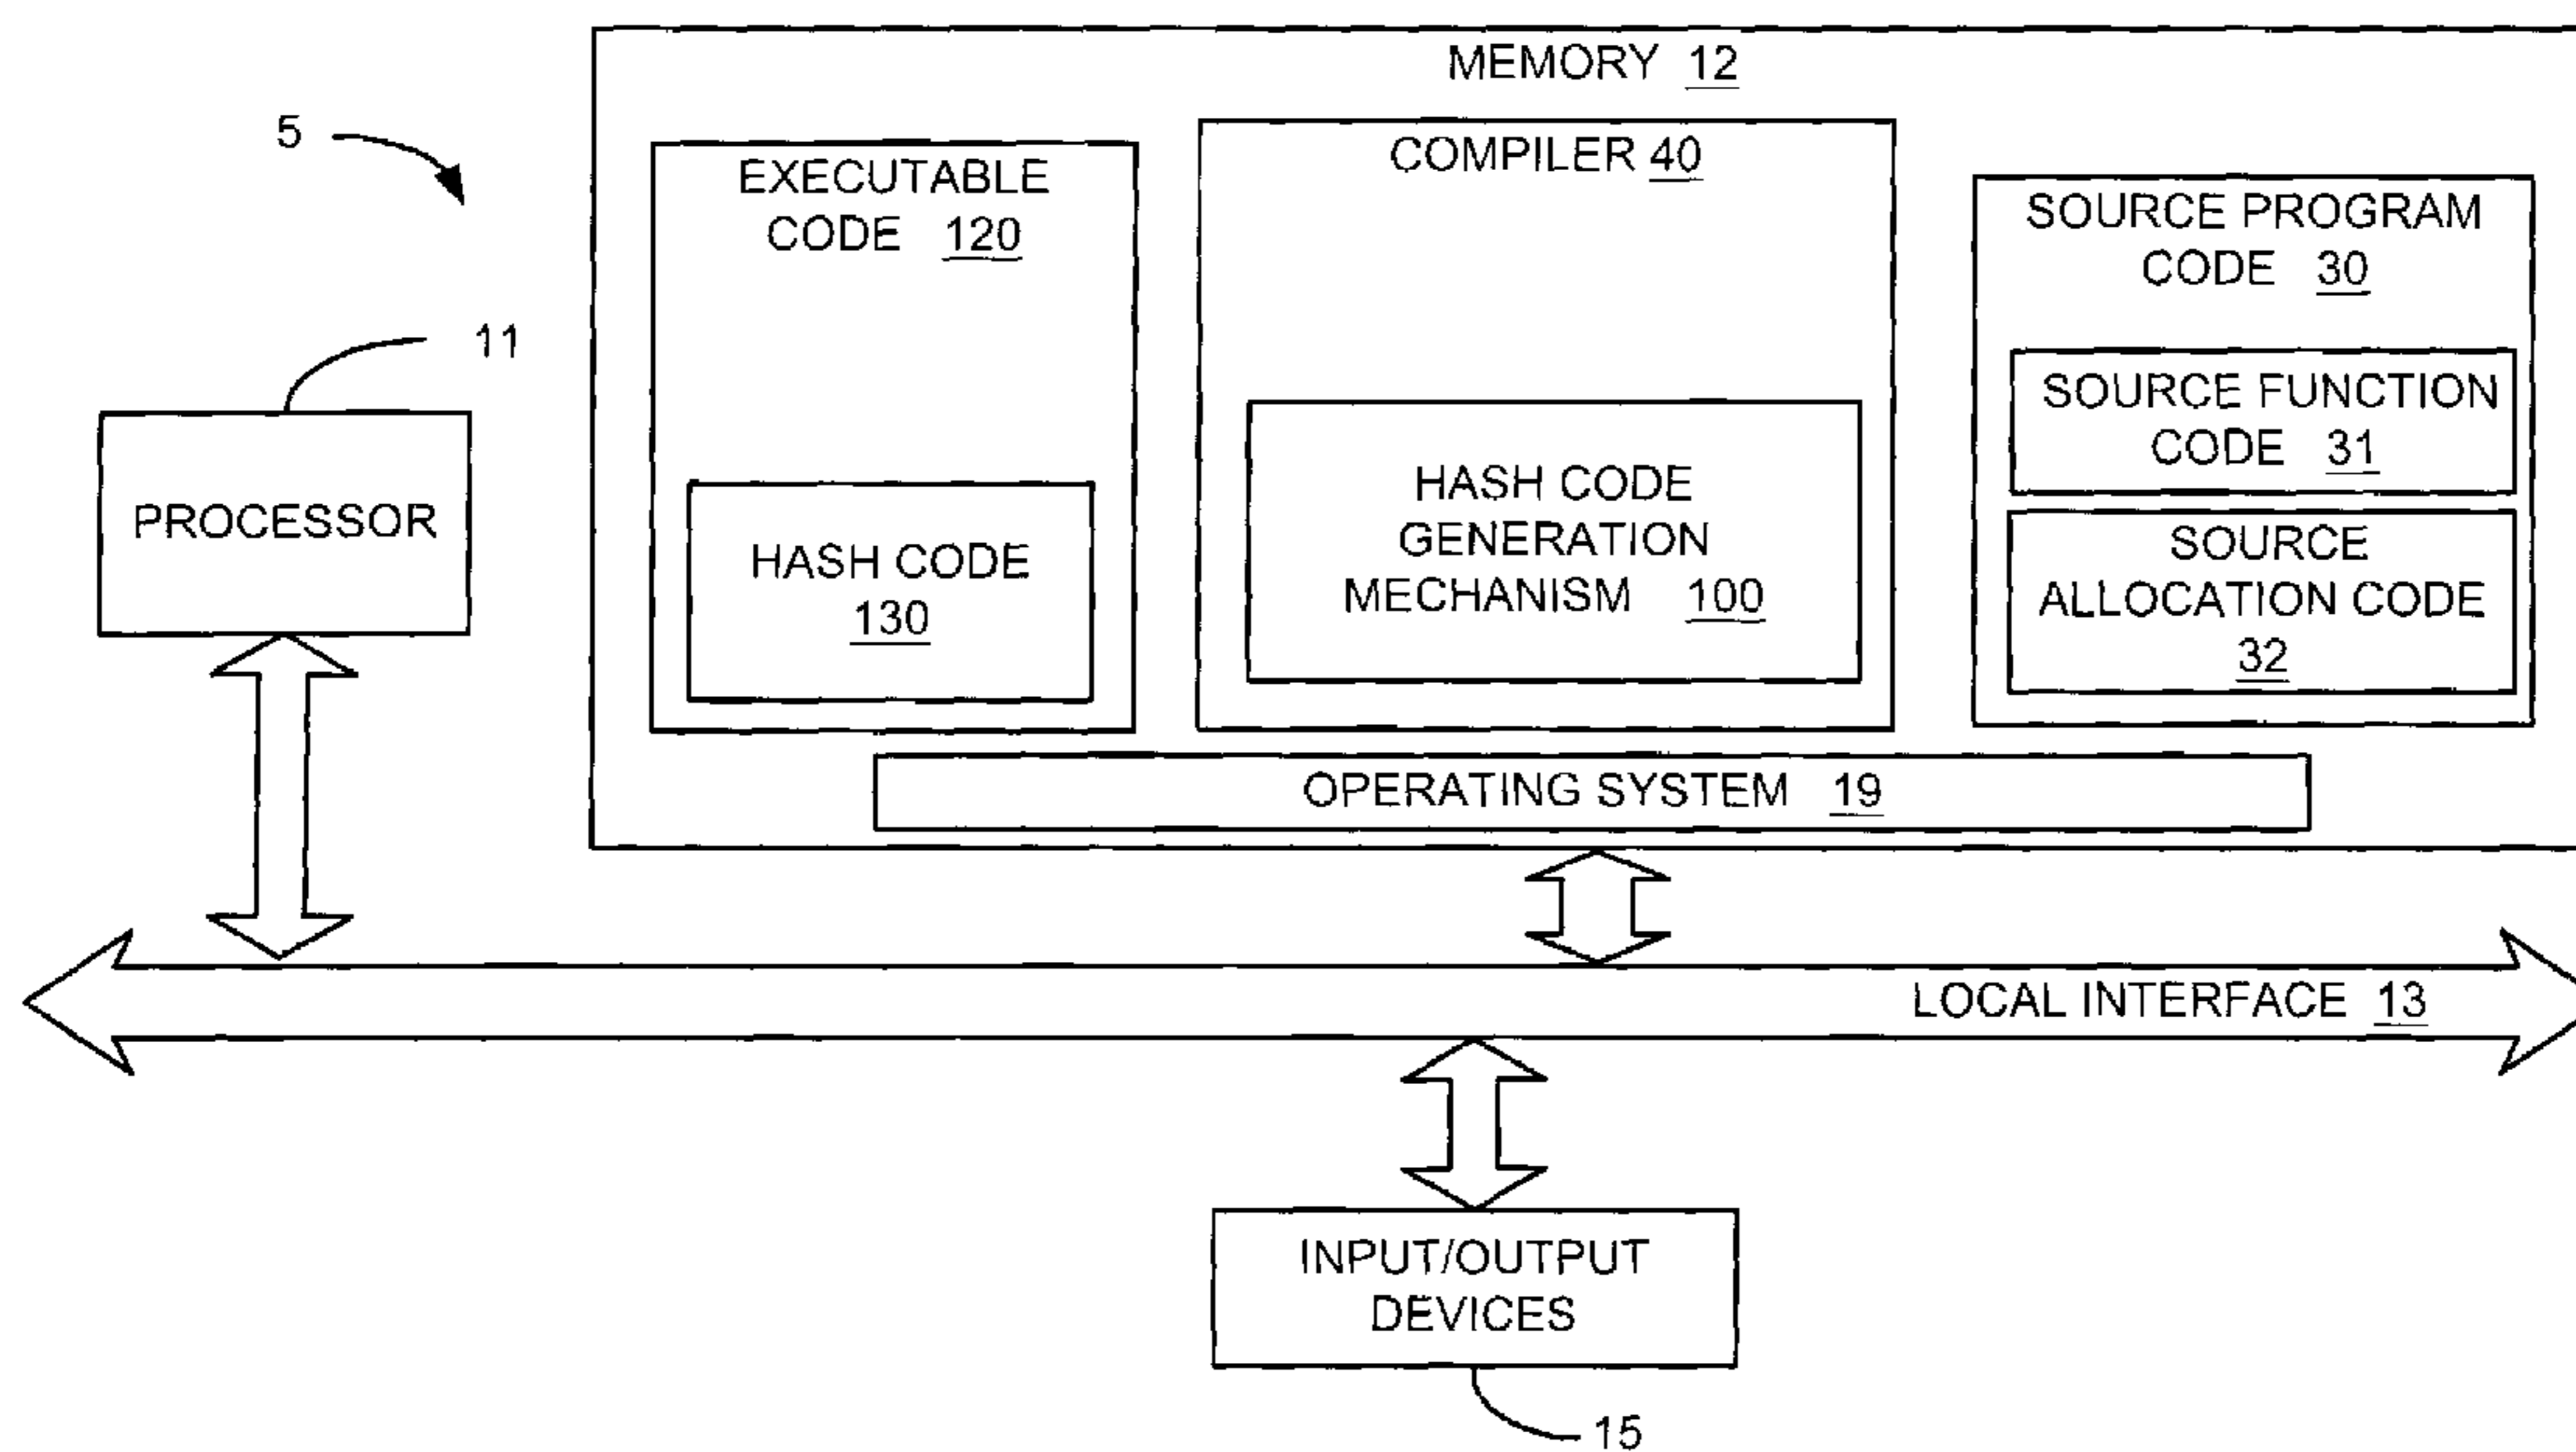 MEMORY 12
5
EXECUTABLE
CODE 120
HASH CODE
130
COMPILER 40
HASH CODE
GENERATION
MECHANISM 100
SOURCE PROGRAM
CODE 30
SOURCE FUNCTION
CODE 31
SOURCE
ALLOCATION CODE
32
11
PROCESSOR
OPERATING SYSTEM 19
LOCAL INTERFACE 13
INPUT/OUTPUT
DEVICES
15